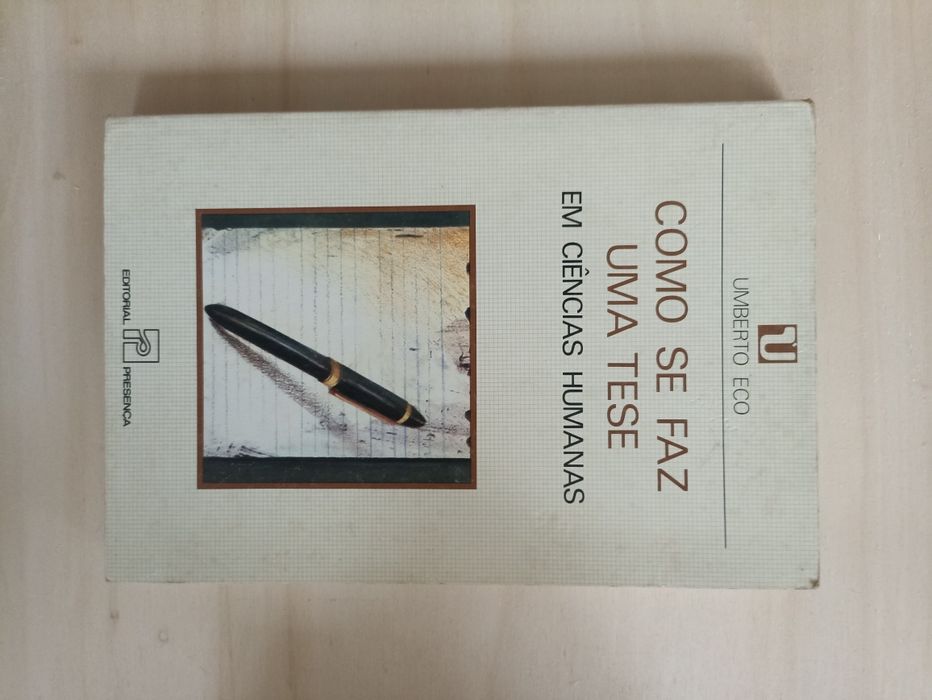 UMBERTO ECO
COMO SE FAZ
UMA TESE
EM CIÊNCIAS HUMANAS
EDITORIAL PRESENÇA